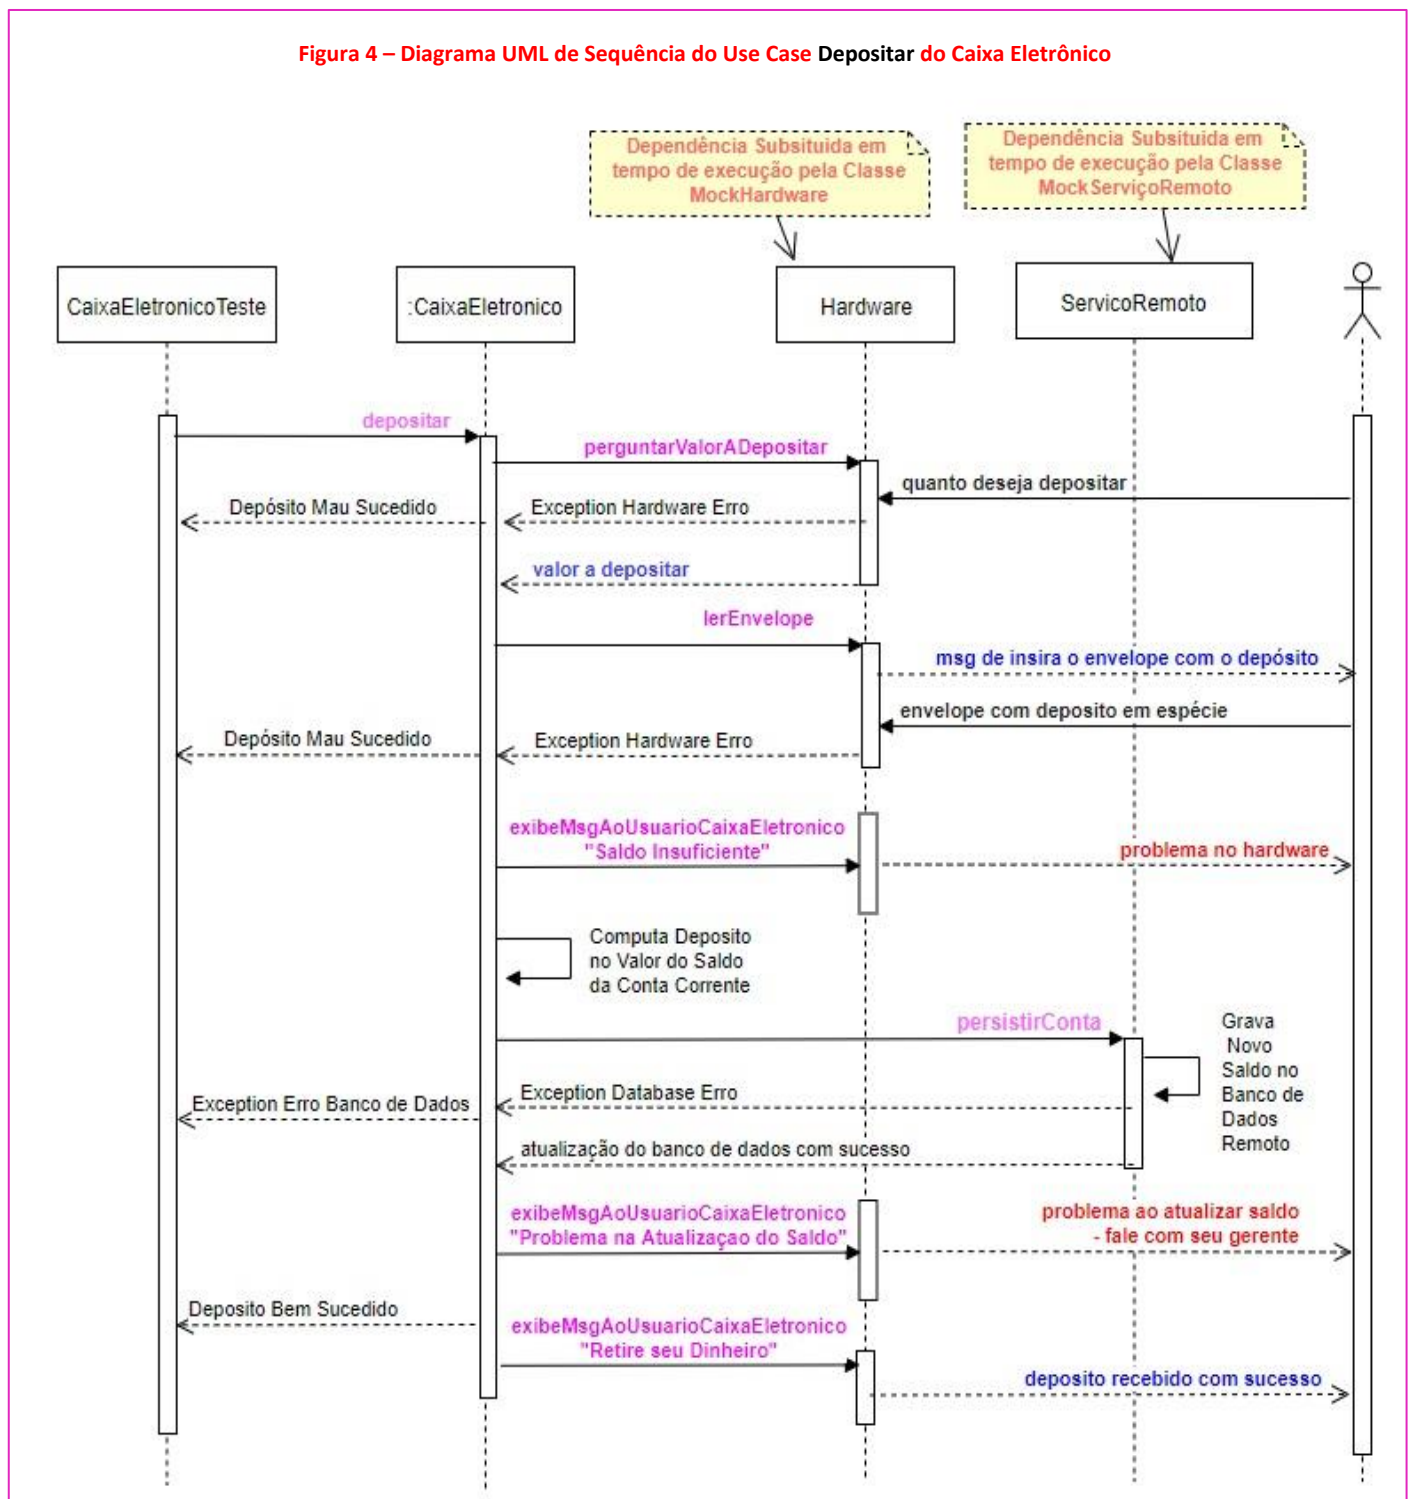 Figura 4 – Diagrama UML de Sequência do Use Case Depositar do Caixa Eletrônico
Dependência Subsituida em
tempo de execução pela Classe
MockHardware
Dependência Subsituida em
tempo de execução pela Classe
MockServiçoRemoto
CaixaEletronicoTeste
:CaixaEletronico
Hardware
ServicoRemoto
depositar
perguntarValorADepositar
quanto deseja depositar
Depósito Mau Sucedido
Exception Hardware Erro
valor a depositar
lerEnvelope
msg de insira o envelope com o depósito
envelope com deposito em espécie
Depósito Mau Sucedido
Exception Hardware Erro
exibeMsgAoUsuarioCaixaEletronico
"Saldo Insuficiente"
problema no hardware
Computa Deposito
no Valor do Saldo
da Conta Corrente
persistirConta
Grava
Novo
Saldo no
Banco de
Dados
Remoto
Exception Database Erro
Exception Erro Banco de Dados
atualização do banco de dados com sucesso
exibeMsgAoUsuarioCaixaEletronico
"Problema na Atualizaçao do Saldo"
problema ao atualizar saldo
- fale com seu gerente
Deposito Bem Sucedido
exibeMsgAoUsuarioCaixaEletronico
"Retire seu Dinheiro"
deposito recebido com sucesso